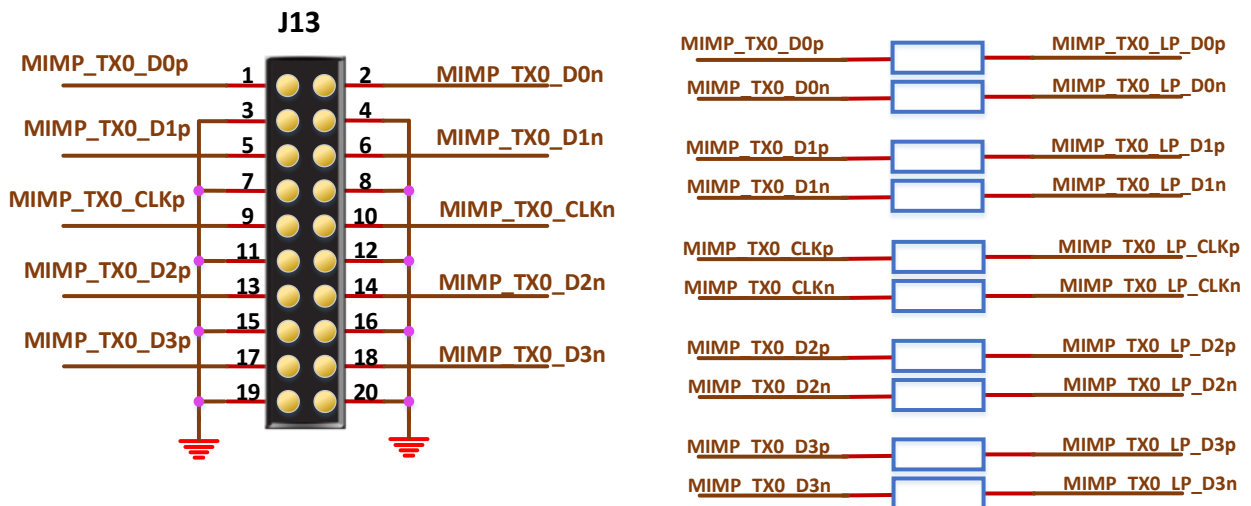 J13
MIMP_TX0_D0p 1 2 MIMP_TX0_D0n
3 4
MIMP_TX0_D1p 5 6 MIMP_TX0_D1n
7 8
MIMP_TX0_CLKp 9 10 MIMP_TX0_CLKn
11 12
MIMP_TX0_D2p 13 14 MIMP_TX0_D2n
15 16
MIMP_TX0_D3p 17 18 MIMP_TX0_D3n
19 20
MIMP_TX0_D0p MIMP_TX0_LP_D0p
MIMP_TX0_D0n MIMP_TX0_LP_D0n
MIMP_TX0_D1p MIMP_TX0_LP_D1p
MIMP_TX0_D1n MIMP_TX0_LP_D1n
MIMP_TX0_CLKp MIMP_TX0_LP_CLKp
MIMP_TX0_CLKn MIMP_TX0_LP_CLKn
MIMP_TX0_D2p MIMP_TX0_LP_D2p
MIMP_TX0_D2n MIMP_TX0_LP_D2n
MIMP_TX0_D3p MIMP_TX0_LP_D3p
MIMP_TX0_D3n MIMP_TX0_LP_D3n